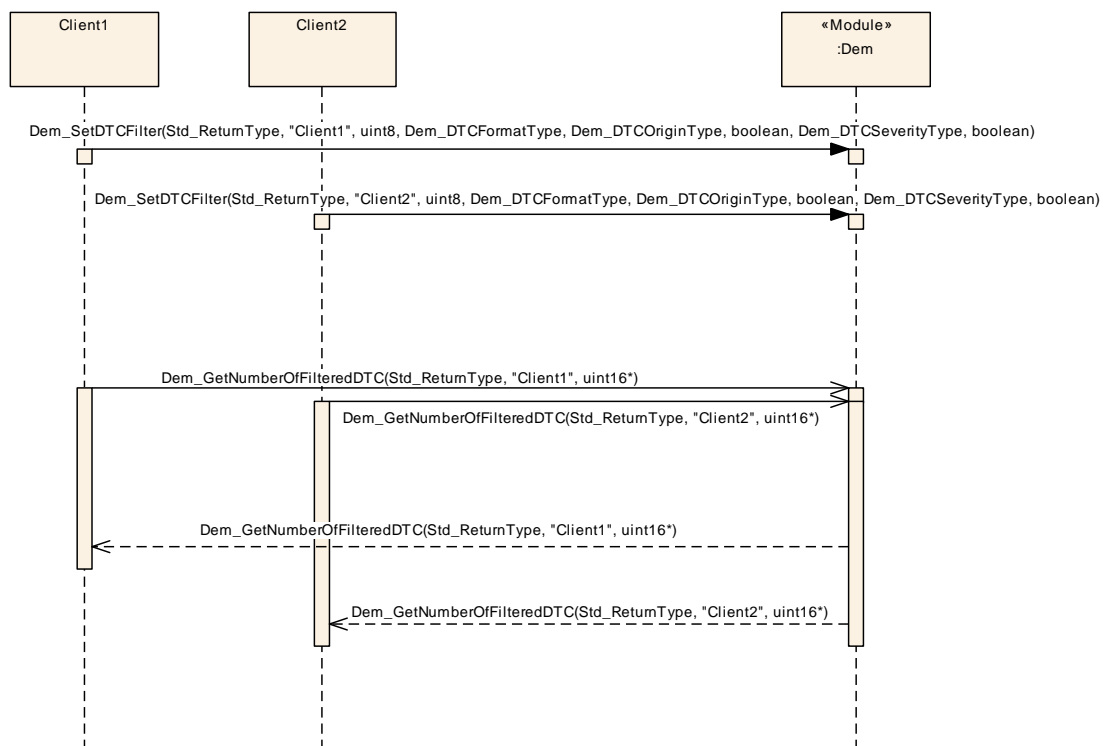 Client1
Client2
«Module»
:Dem
Dem_SetDTCFilter(Std_ReturnType, "Client1", uint8, Dem_DTCFormatType, Dem_DTCOriginType, boolean, Dem_DTCSeverityType, boolean)
Dem_SetDTCFilter(Std_ReturnType, "Client2", uint8, Dem_DTCFormatType, Dem_DTCOriginType, boolean, Dem_DTCSeverityType, boolean)
Dem_GetNumberOfFilteredDTC(Std_ReturnType, "Client1", uint16*)
Dem_GetNumberOfFilteredDTC(Std_ReturnType, "Client2", uint16*)
Dem_GetNumberOfFilteredDTC(Std_ReturnType, "Client1", uint16*)
Dem_GetNumberOfFilteredDTC(Std_ReturnType, "Client2", uint16*)